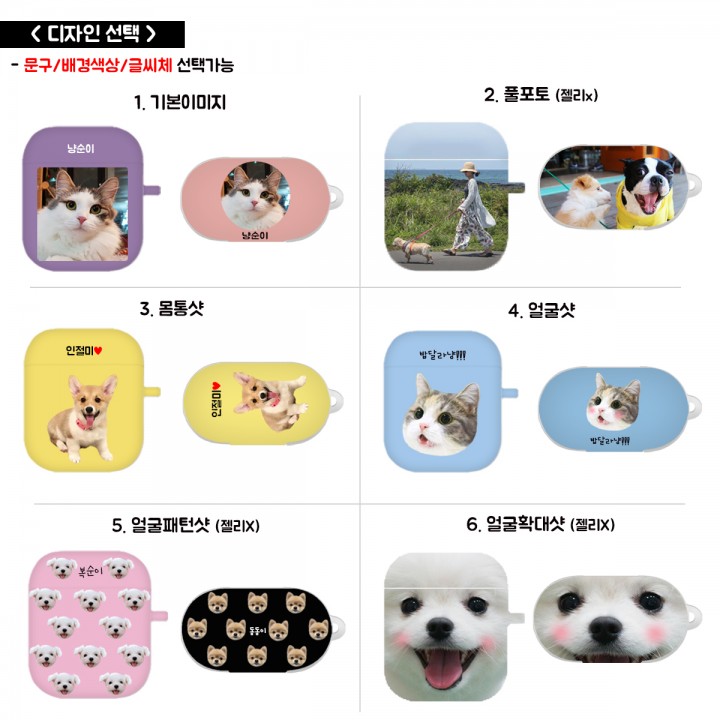 < 디자인 선택 >
- 문구/배경색상/글씨체 선택가능
1. 기본이미지
냥순이
냥순이
2. 풀포토 (젤리x)
3. 몸통샷
인절미♥
인절미♥
4. 얼굴샷
밥달라냥!!!
밥달라냥!!!
5. 얼굴패턴샷 (젤리X)
복순이
동동이
6. 얼굴확대샷 (젤리X)